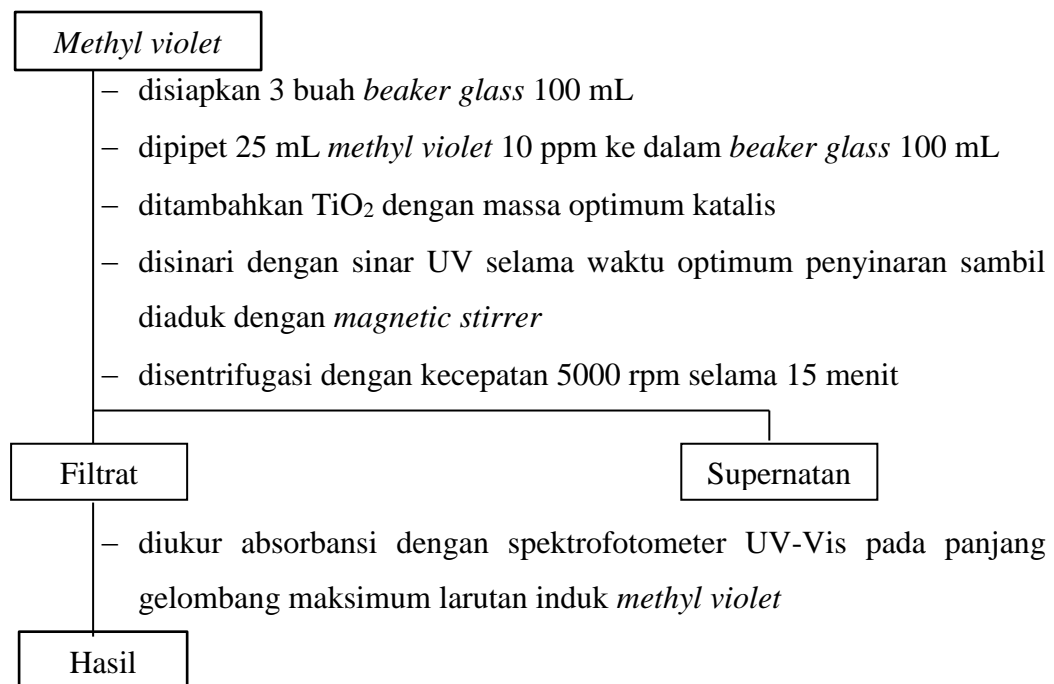 Methyl violet
– disiapkan 3 buah beaker glass 100 mL
– dipipet 25 mL methyl violet 10 ppm ke dalam beaker glass 100 mL
– ditambahkan TiO₂ dengan massa optimum katalis
– disinari dengan sinar UV selama waktu optimum penyinaran sambil
diaduk dengan magnetic stirrer
– disentrifugasi dengan kecepatan 5000 rpm selama 15 menit
Filtrat
Supernatan
– diukur absorbansi dengan spektrofotometer UV-Vis pada panjang
gelombang maksimum larutan induk methyl violet
Hasil